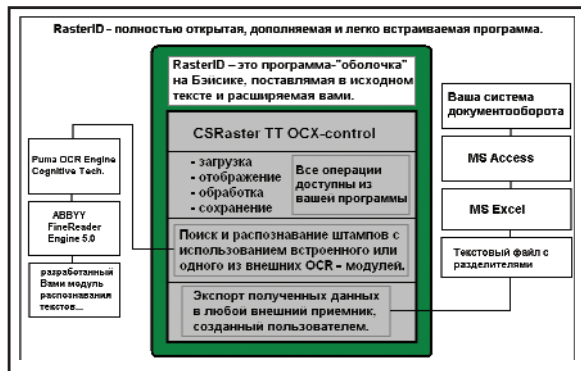 RasterID - полностью открытая, дополняемая и легко встраиваемая программа.
RasterID – это программа-"оболочка"
на Бэйсике, поставлямая в исходном
тексте и расширяемая вами.
CSRaster TT OCX-control
- загрузка
- отображение
- обработка
- сохранение
Все операции
доступны из
вашей программы
Поиск и распознавание штампов с
использованием встроенного или
одного из внешних OCR - модулей.
Экспорт полученных данных
в любой внешний приемник,
созданный пользователем.
Puma OCR Engine
Cognitive Tech.
ABBYY
FineReader
Engine 5.0
разработанный
Вами модуль
распознавания
текстов...
Ваша система
документооборота
MS Access
MS Excel
Текстовый файл с
разделителями